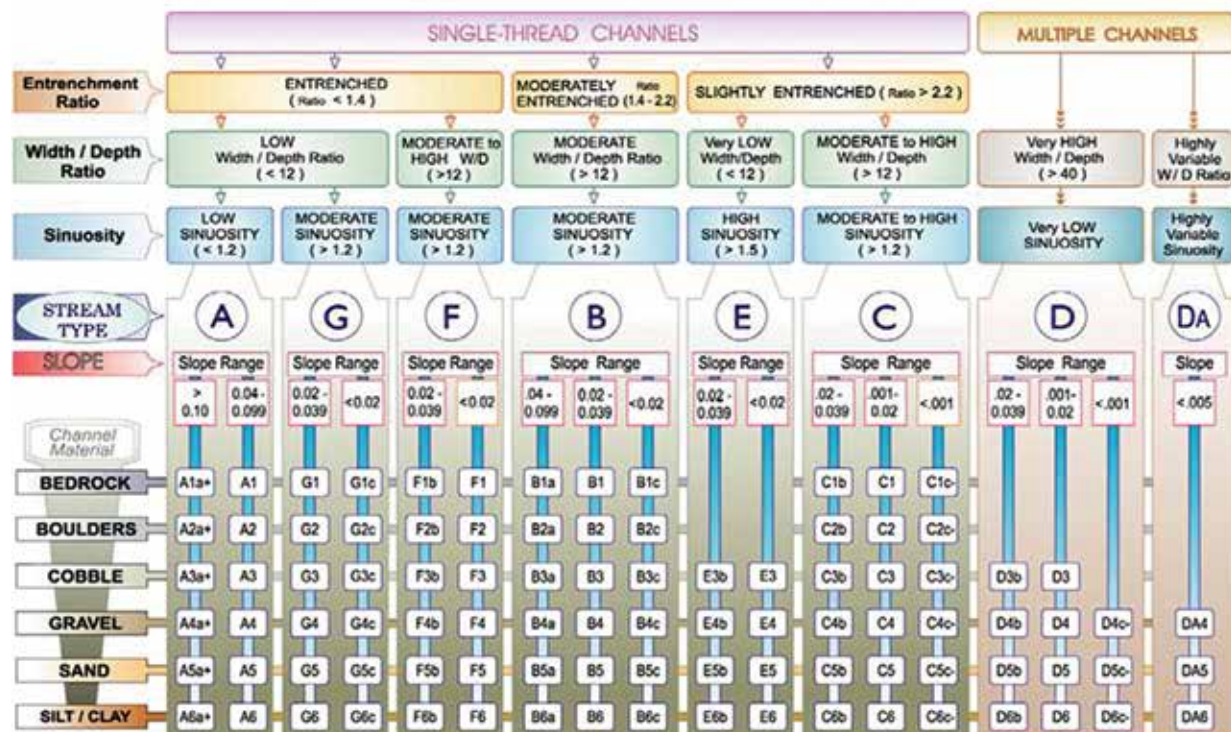 SINGLE-THREAD CHANNELS
MULTIPLE CHANNELS
Entrenchment
Ratio
ENTRENCHED
( Ratio < 1.4 )
MODERATELY Ratio
ENTRENCHED (1.4 - 2.2)
SLIGHTLY ENTRENCHED ( Ratio > 2.2 )
Width / Depth
Ratio
LOW
Width / Depth Ratio
( < 12 )
MODERATE to
HIGH W/D
( >12 )
MODERATE
Width / Depth Ratio
( > 12 )
Very LOW
Width/Depth
( < 12 )
MODERATE to HIGH
Width / Depth
( > 12 )
Very HIGH
Width / Depth
( > 40 )
Highly
Variable
W / D Ratio
Sinuosity
LOW
SINUOSITY
( < 1.2 )
MODERATE
SINUOSITY
( > 1.2 )
MODERATE
SINUOSITY
( > 1.2 )
MODERATE
SINUOSITY
( > 1.2 )
HIGH
SINUOSITY
( > 1.5 )
MODERATE to HIGH
SINUOSITY
( > 1.2 )
Very LOW
SINUOSITY
Highly
Variable
Sinuosity
STREAM
TYPE
A G F B E C D DA
SLOPE
Slope Range Slope Range Slope Range Slope Range Slope Range Slope Range Slope Range Slope
> 0.10
0.04 - 0.099
0.02 - 0.039
<0.02
0.02 - 0.039
<0.02
.04 - 0.099
0.02 - 0.039
<0.02
0.02 - 0.039
<0.02
.02 - 0.039
.001- 0.02
<.001
.02 - 0.039
.001- 0.02
<.001
<.005
Channel
Material
BEDROCK A1a+ A1 G1 G1c F1b F1 B1a B1 B1c C1b C1 C1c-
BOULDERS A2a+ A2 G2 G2c F2b F2 B2a B2 B2c C2b C2 C2c-
COBBLE A3a+ A3 G3 G3c F3b F3 B3a B3 B3c E3b E3 C3b C3 C3c- D3b D3
GRAVEL A4a+ A4 G4 G4c F4b F4 B4a B4 B4c E4b E4 C4b C4 C4c- D4b D4 D4c- DA4
SAND A5a+ A5 G5 G5c F5b F5 B5a B5 B5c E5b E5 C5b C5 C5c- D5b D5 D5c- DA5
SILT / CLAY A6a+ A6 G6 G6c F6b F6 B6a B6 B6c E6b E6 C6b C6 C6c- D6b D6 D6c- DA6